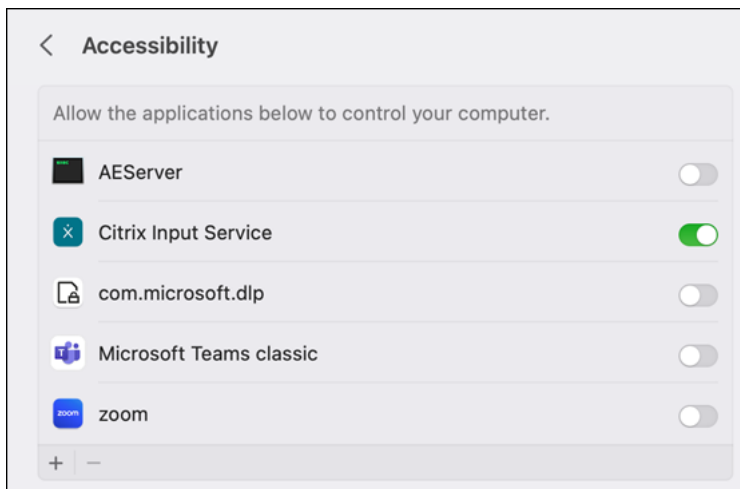 Accessibility
Allow the applications below to control your computer.
AEServer
Citrix Input Service
com.microsoft.dlp
Microsoft Teams classic
zoom zoom